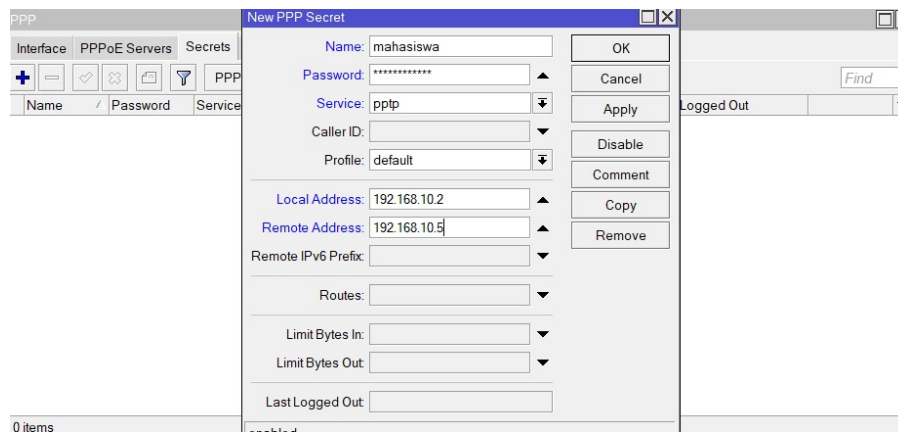 PPP
New PPP Secret
Interface PPPoE Servers Secrets
PPP
Find
Name Password Service
Logged Out
Name: mahasiswa
Password: ************
Service: pptp
Caller ID:
Profile: default
Local Address: 192.168.10.2
Remote Address: 192.168.10.5
Remote IPv6 Prefix:
Routes:
Limit Bytes In:
Limit Bytes Out:
Last Logged Out:
OK
Cancel
Apply
Disable
Comment
Copy
Remove
0 items
enabled